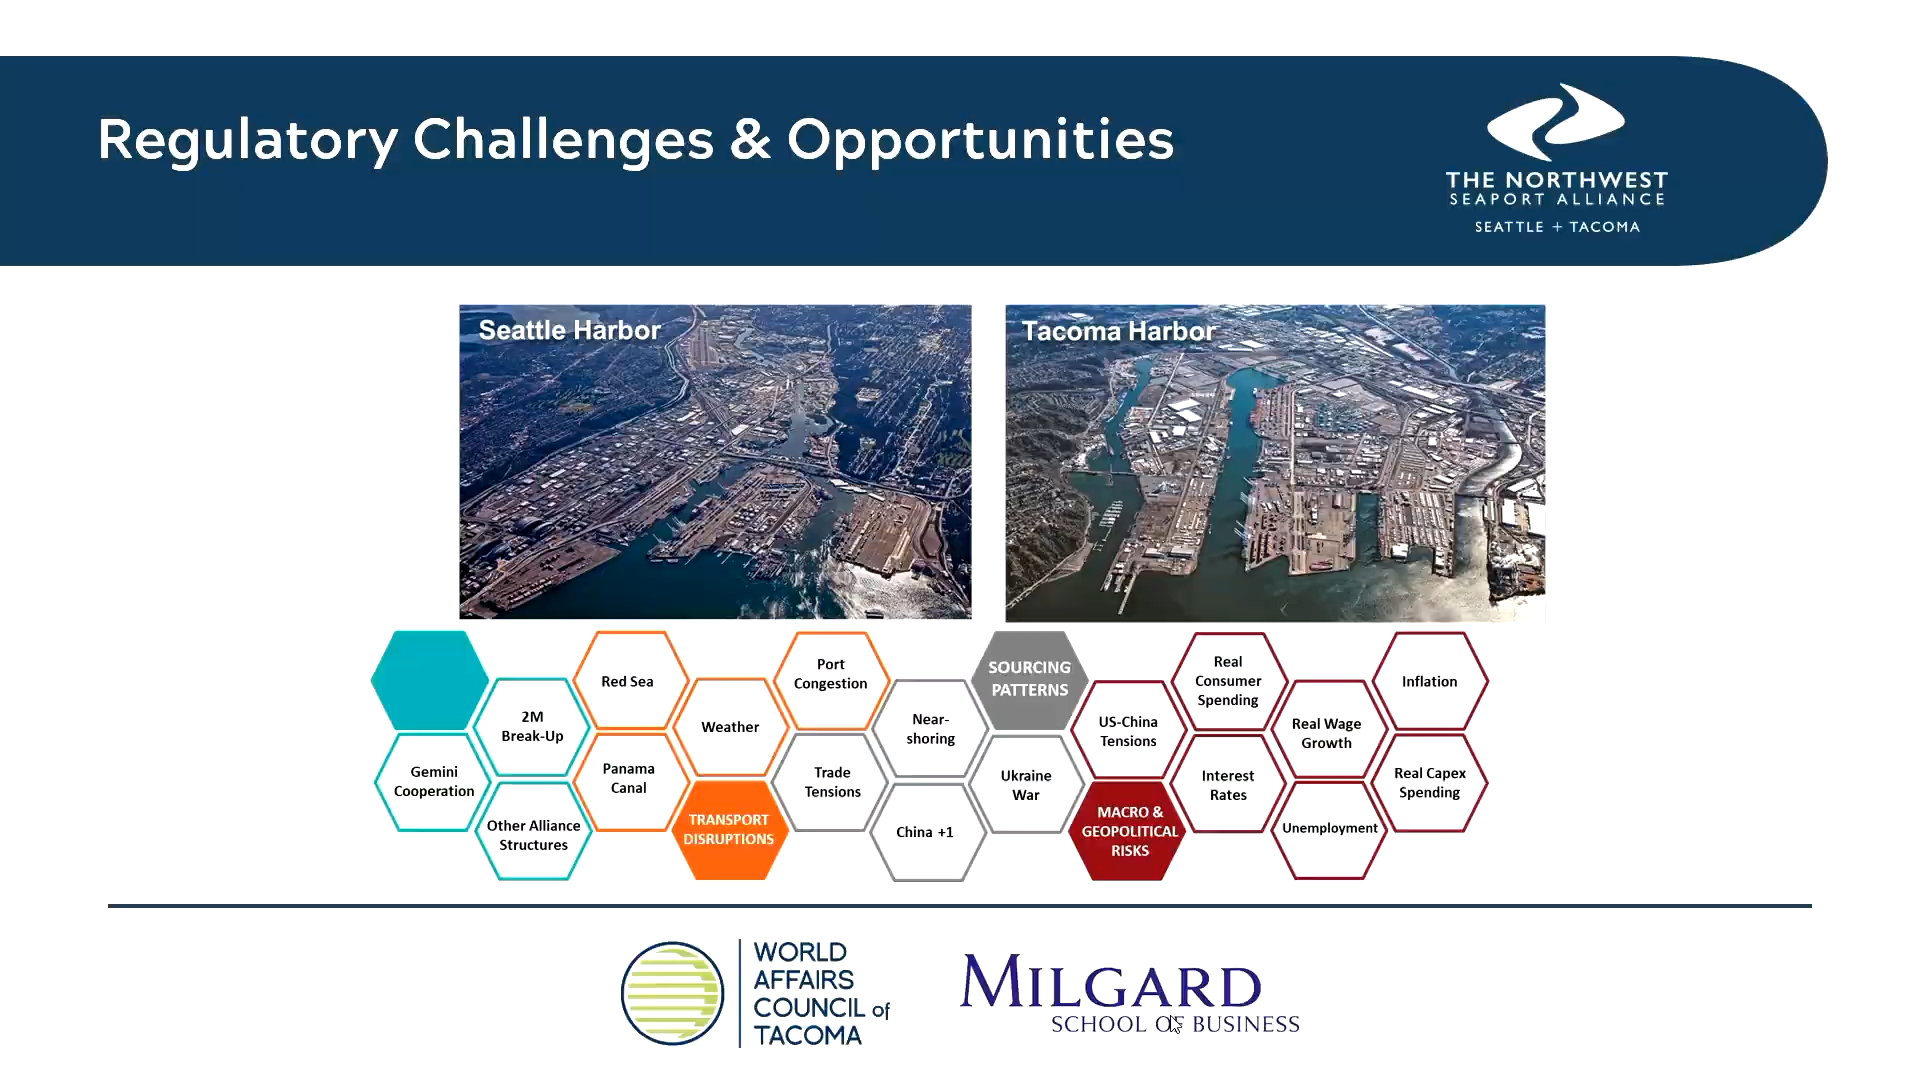 Regulatory Challenges & Opportunities
THE NORTHWEST
SEAPORT ALLIANCE
SEATTLE + TACOMA
Seattle Harbor
Tacoma Harbor
Gemini
Cooperation
2M
Break-Up
Other Alliance
Structures
Red Sea
Panama
Canal
Weather
TRANSPORT
DISRUPTIONS
Port
Congestion
Trade
Tensions
Near-
shoring
China +1
SOURCING
PATTERNS
Ukraine
War
US-China
Tensions
MACRO &
GEOPOLITICAL
RISKS
Real
Consumer
Spending
Interest
Rates
Real Wage
Growth
Unemployment
Inflation
Real Capex
Spending
WORLD
AFFAIRS
COUNCIL of
TACOMA
MILGARD
SCHOOL OF BUSINESS